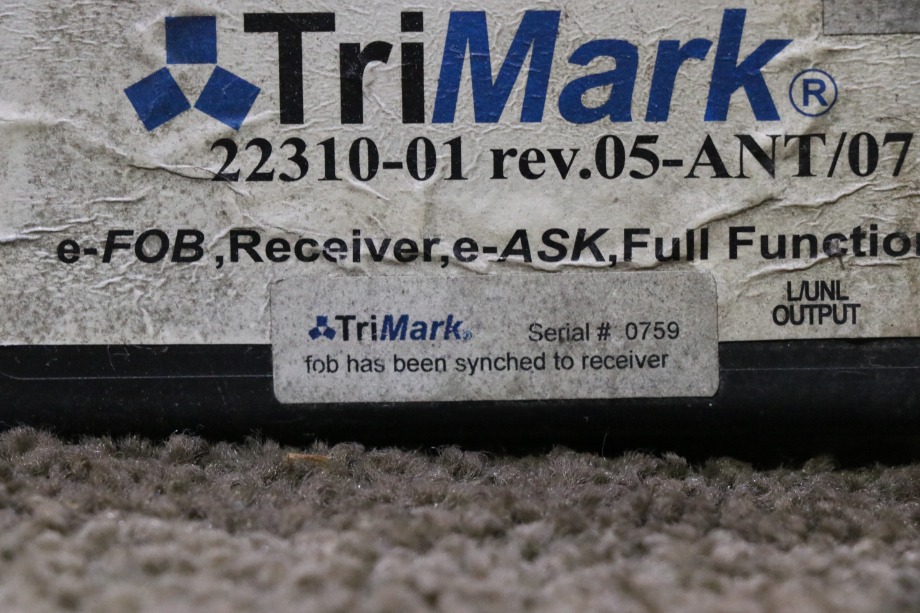 TriMark®
22310-01 rev.05-ANT/07
e-FOB ,Receiver,e-ASK,Full Functio
L/UNL
OUTPUT
TriMark® Serial # 0759
fob has been synched to receiver